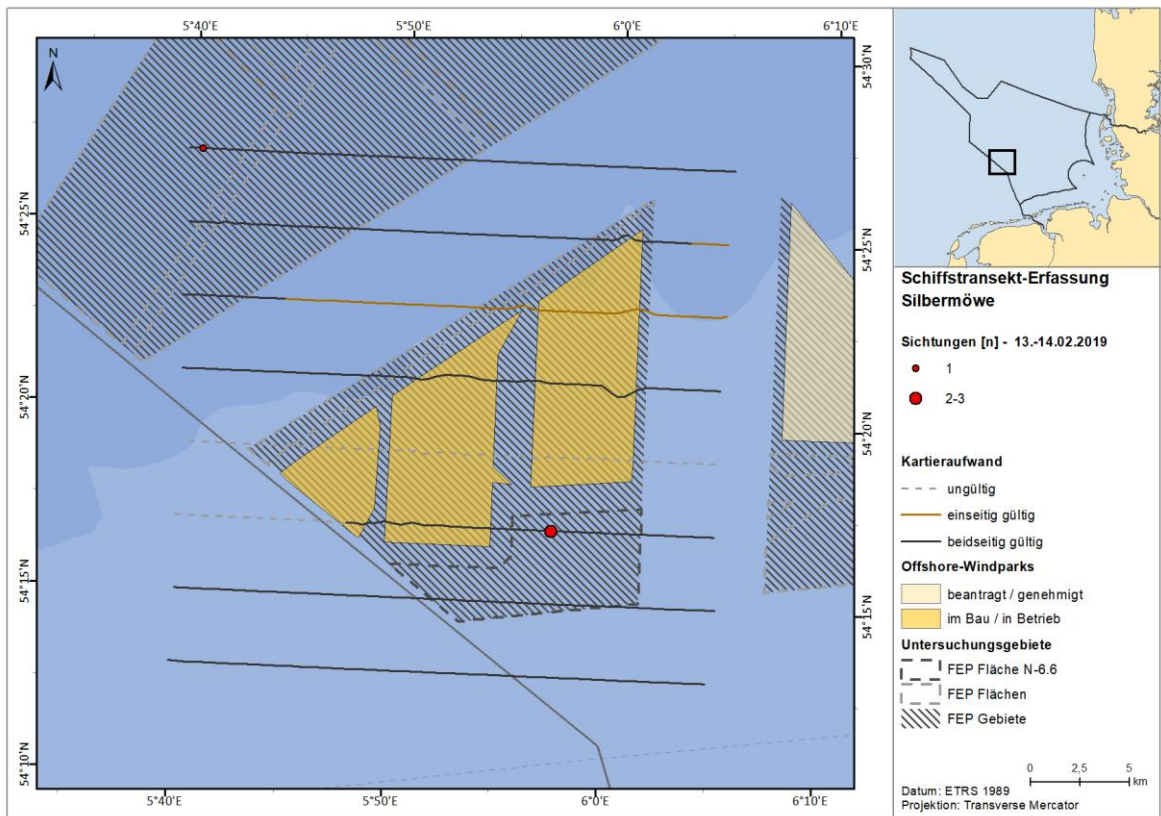 5°40'E 5°50'E 6°0'E 6°10'E
N
54°30'N
54°25'N
54°25'N
54°20'N
54°20'N
54°15'N
54°15'N
54°10'N
5°40'E 5°50'E 6°0'E 6°10'E
Schiffstransekt-Erfassung
Silbermöwe
Sichtungen [n] - 13.-14.02.2019
1
2-3
Kartieraufwand
ungültig
einseitig gültig
beidseitig gültig
Offshore-Windparks
beantragt / genehmigt
im Bau / in Betrieb
Untersuchungsgebiete
FEP Fläche N-6.6
FEP Flächen
FEP Gebiete
0 2,5 5
km
Datum: ETRS 1989
Projektion: Transverse Mercator